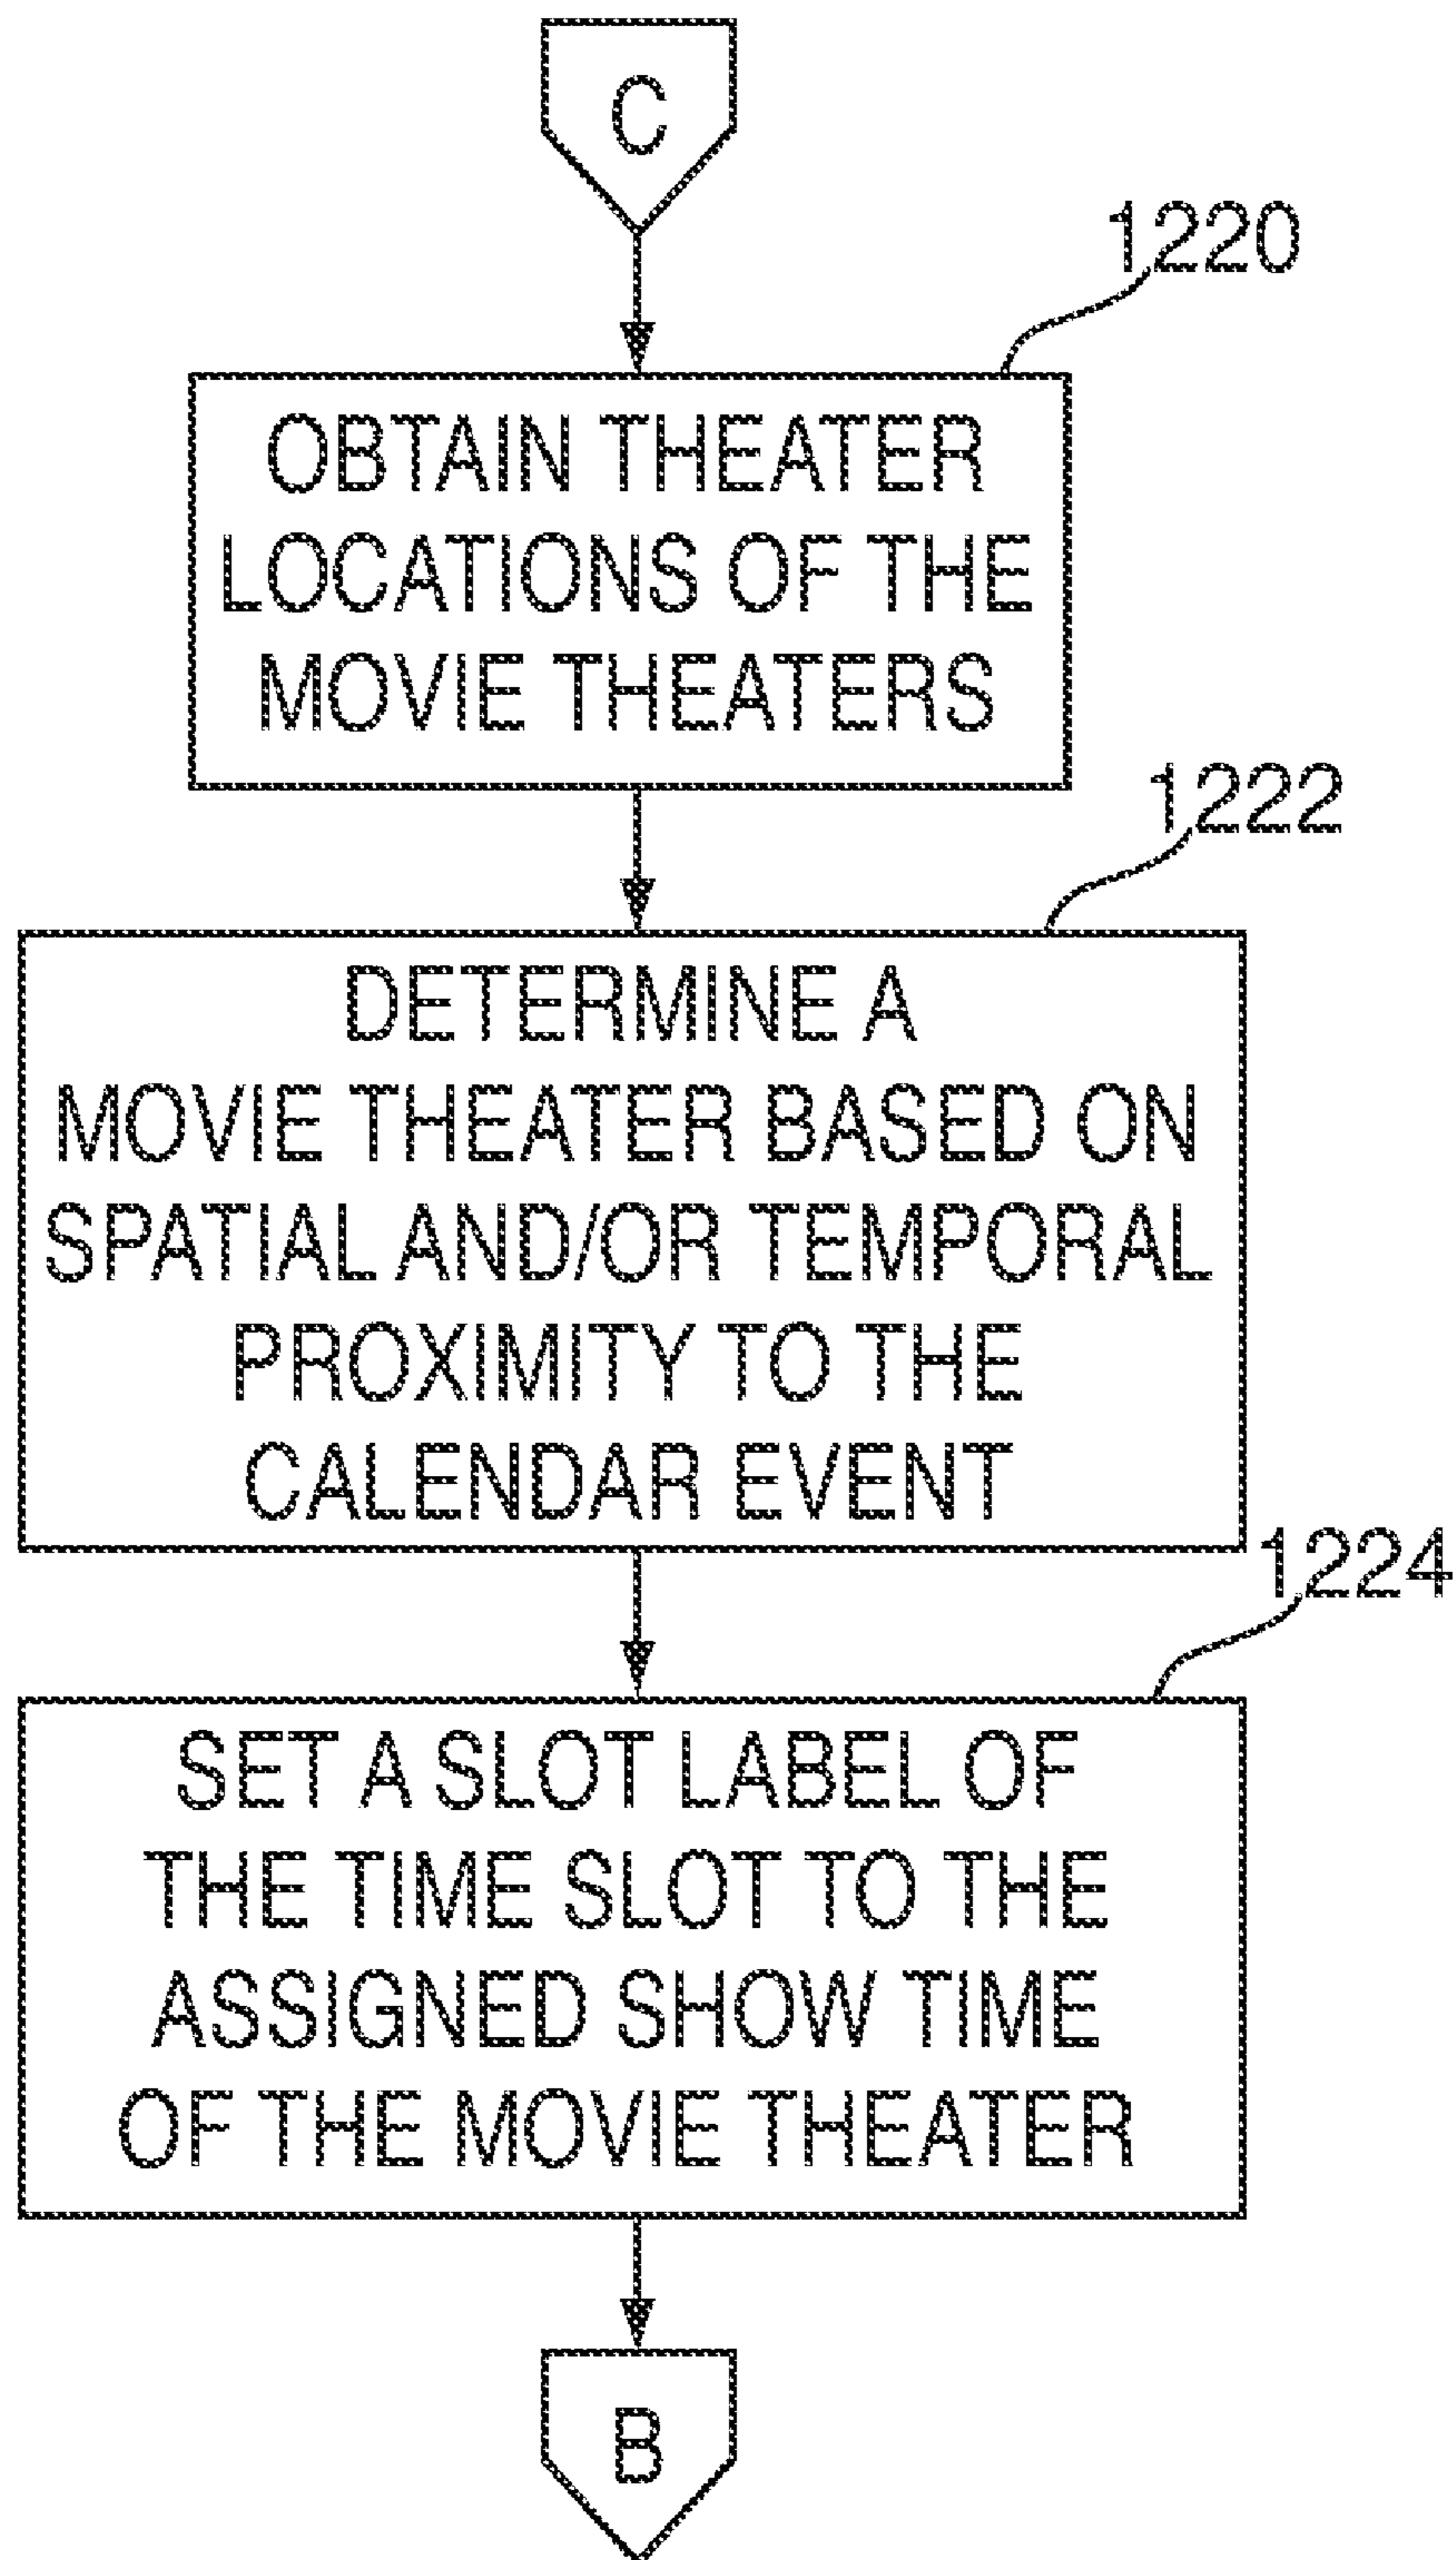 C
1220
OBTAIN THEATER
LOCATIONS OF THE
MOVIE THEATERS
1222
DETERMINE A
MOVIE THEATER BASED ON
SPATIAL AND/OR TEMPORAL
PROXIMITY TO THE
CALENDAR EVENT
1224
SET A SLOT LABEL OF
THE TIME SLOT TO THE
ASSIGNED SHOW TIME
OF THE MOVIE THEATER
B